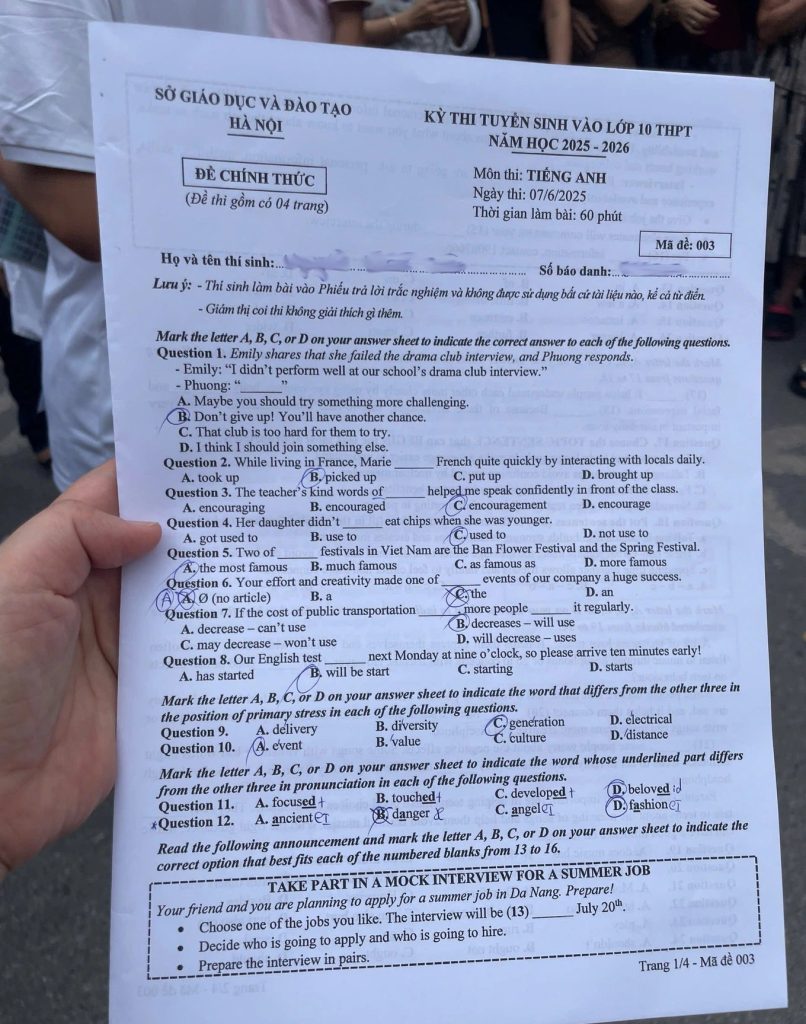 SỞ GIÁO DỤC VÀ ĐÀO TẠO
HÀ NỘI
ĐỀ CHÍNH THỨC
(Đề thi gồm có 04 trang)
KỲ THI TUYỂN SINH VÀO LỚP 10 THPT
NĂM HỌC 2025 - 2026
Môn thi: TIẾNG ANH
Ngày thi: 07/6/2025
Thời gian làm bài: 60 phút
Mã đề: 003
Họ và tên thí sinh:
Số báo danh:
Lưu ý: - Thí sinh làm bài vào Phiếu trả lời trắc nghiệm và không được sử dụng bất cứ tài liệu nào, kể cả từ điển.
- Giám thị coi thi không giải thích gì thêm.
Mark the letter A, B, C, or D on your answer sheet to indicate the correct answer to each of the following questions.
Question 1. Emily shares that she failed the drama club interview, and Phuong responds.
- Emily: “I didn’t perform well at our school’s drama club interview.”
- Phuong: “______”
A. Maybe you should try something more challenging.
B. Don’t give up! You’ll have another chance.
C. That club is too hard for them to try.
D. I think I should join something else.
Question 2. While living in France, Marie ______ French quite quickly by interacting with locals daily.
A. took up B. picked up C. put up D. brought up
Question 3. The teacher’s kind words of ______ helped me speak confidently in front of the class.
A. encouraging B. encouraged C. encouragement D. encourage
Question 4. Her daughter didn’t ______ eat chips when she was younger.
A. got used to B. use to C. used to D. not use to
Question 5. Two of ______ festivals in Viet Nam are the Ban Flower Festival and the Spring Festival.
A. the most famous B. much famous C. as famous as D. more famous
Question 6. Your effort and creativity made one of ______ events of our company a huge success.
A A. Ø (no article) B. a C. the D. an
Question 7. If the cost of public transportation ______, more people ______ it regularly.
A. decrease – can’t use B. decreases – will use
C. may decrease – won’t use D. will decrease – uses
Question 8. Our English test ______ next Monday at nine o’clock, so please arrive ten minutes early!
A. has started B. will be start C. starting D. starts
Mark the letter A, B, C, or D on your answer sheet to indicate the word that differs from the other three in
the position of primary stress in each of the following questions.
Question 9. A. delivery B. diversity C. generation D. electrical
Question 10. A. event B. value C. culture D. distance
Mark the letter A, B, C, or D on your answer sheet to indicate the word whose underlined part differs
from the other three in pronunciation in each of the following questions.
Question 11. A. focused t B. touched t C. developed t D. beloved id
*Question 12. A. ancient eI B. danger C. angel eI D. fashion eI
Read the following announcement and mark the letter A, B, C, or D on your answer sheet to indicate the
correct option that best fits each of the numbered blanks from 13 to 16.
TAKE PART IN A MOCK INTERVIEW FOR A SUMMER JOB
Your friend and you are planning to apply for a summer job in Da Nang. Prepare!
• Choose one of the jobs you like. The interview will be (13) ______ July 20th.
• Decide who is going to apply and who is going to hire.
• Prepare the interview in pairs.
Trang 1/4 - Mã đề 003